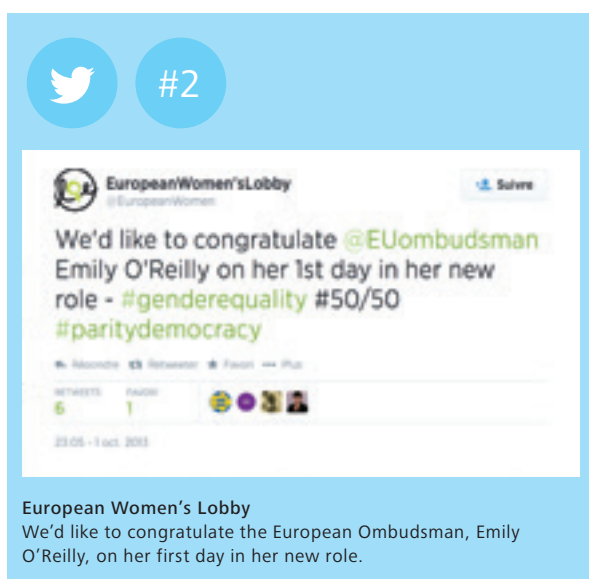 #2
EuropeanWomen'sLobby
@EuropeanWomen
Suivre
We'd like to congratulate @EUombudsman
Emily O'Reilly on her 1st day in her new
role - #genderequality #50/50
#paritydemocracy
Répondre Retweeter Favori Plus
RETWEETS FAVORI
6 1
23:05 - 1 oct. 2013
European Women’s Lobby
We’d like to congratulate the European Ombudsman, Emily
O’Reilly, on her first day in her new role.